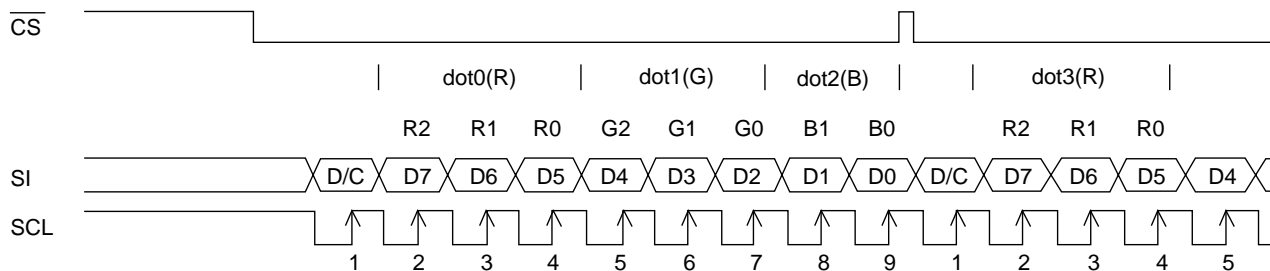 CS
dot0(R) dot1(G) dot2(B) dot3(R)
R2 R1 R0 G2 G1 G0 B1 B0 R2 R1 R0
SI D/C D7 D6 D5 D4 D3 D2 D1 D0 D/C D7 D6 D5 D4
SCL
1 2 3 4 5 6 7 8 9 1 2 3 4 5